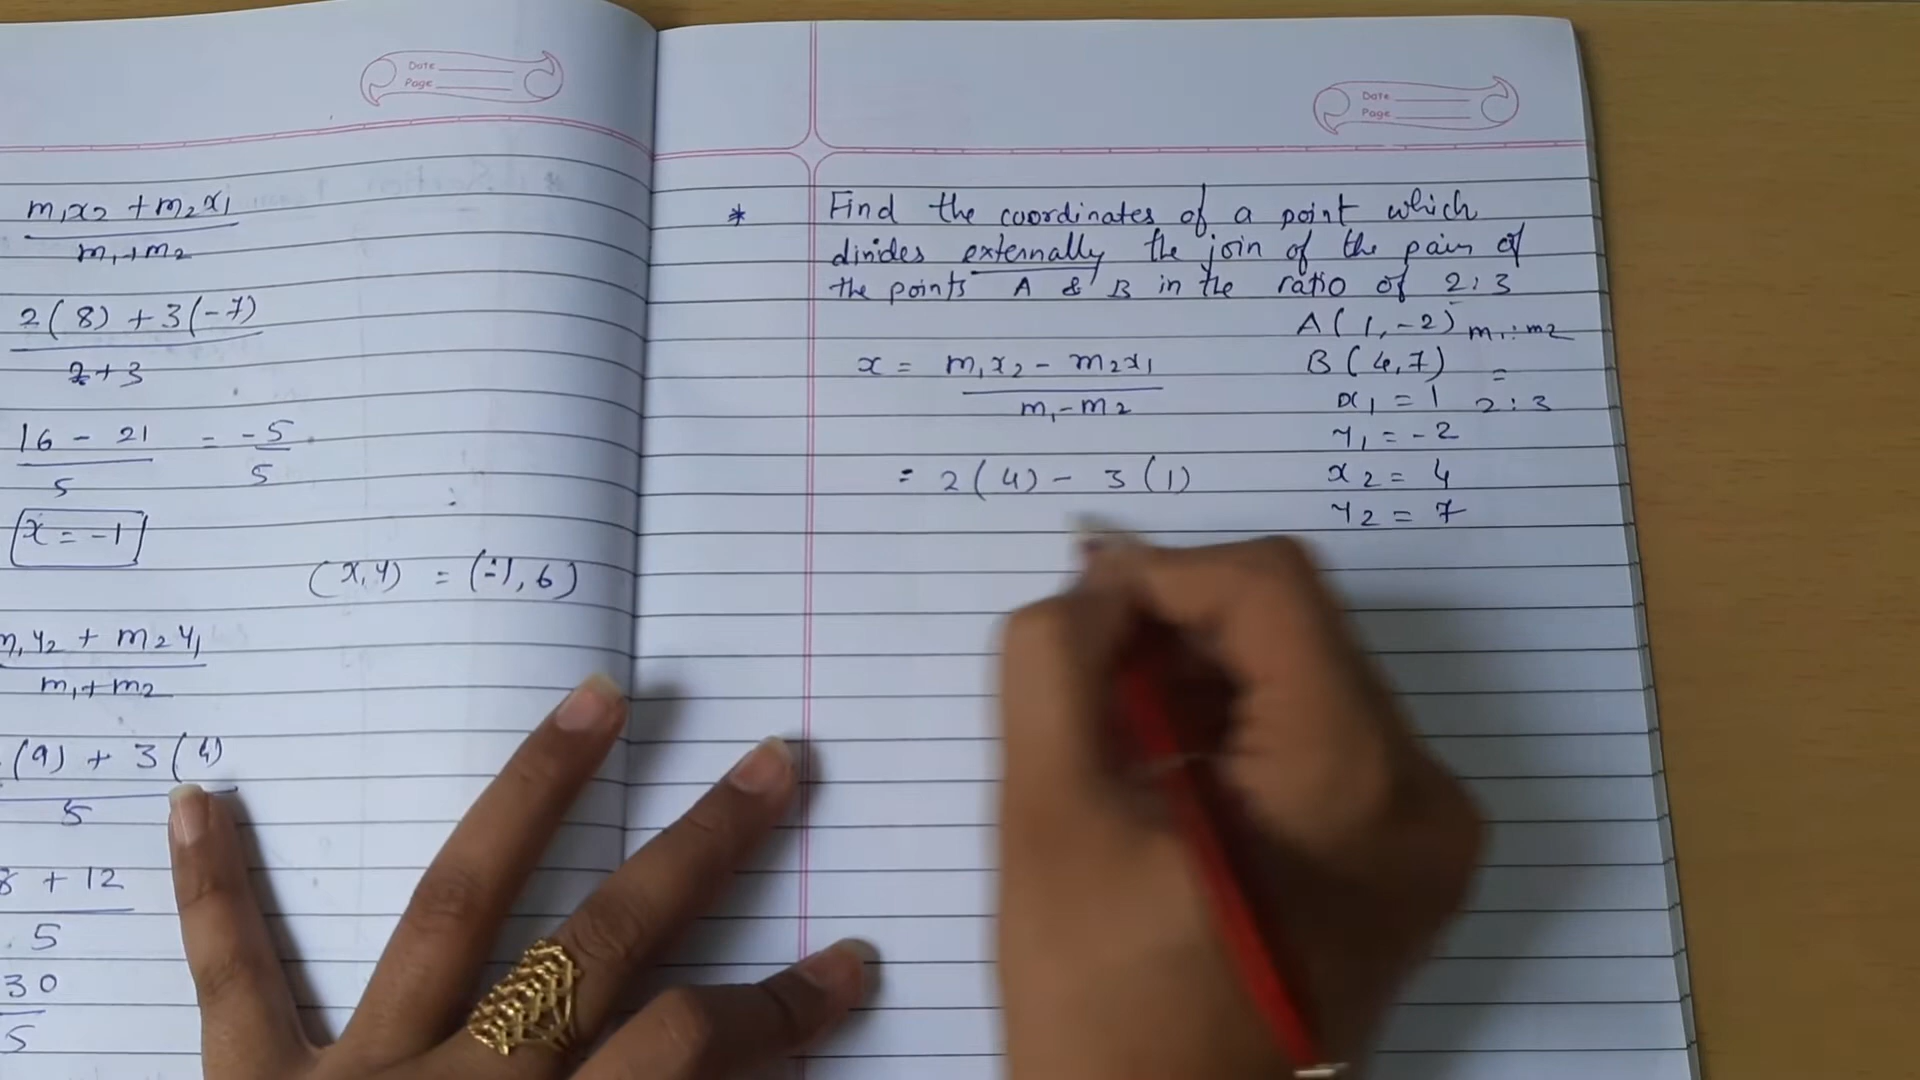 Date
Page
m1x2 + m2x1
m1+m2
2(8) + 3(-7)
2+3
16 - 21 = -5
5 5
x = -1
(x,y) = (-1, 6)
m1y2 + m2y1
m1+m2
(9) + 3(4)
5
+ 12
5
30
5
Date
Page
* Find the coordinates of a point which
divides externally the join of the pair of
the points A & B in the ratio of 2:3
A(1,-2) m1:m2
B(4,7) =
x1 = 1 2:3
y1 = -2
x2 = 4
y2 = 7
x = m1x2 - m2x1
m1-m2
= 2(4) - 3(1)